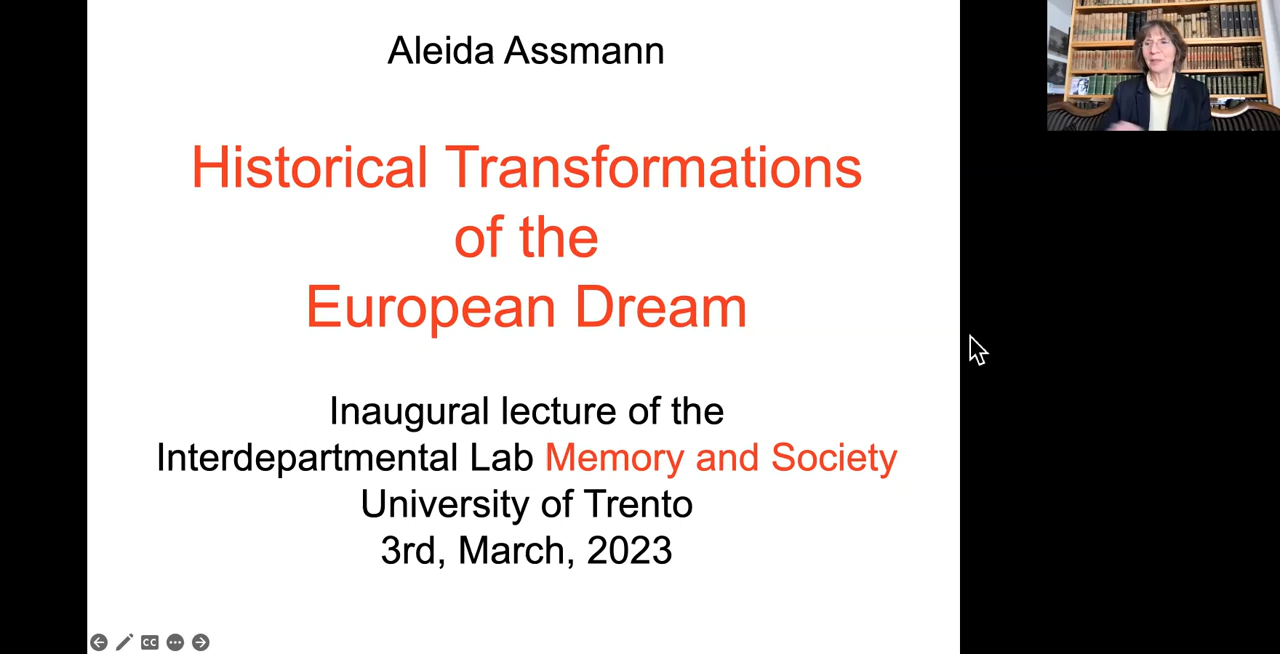 Aleida Assmann
Historical Transformations
of the
European Dream
Inaugural lecture of the
Interdepartmental Lab Memory and Society
University of Trento
3rd, March, 2023
CC